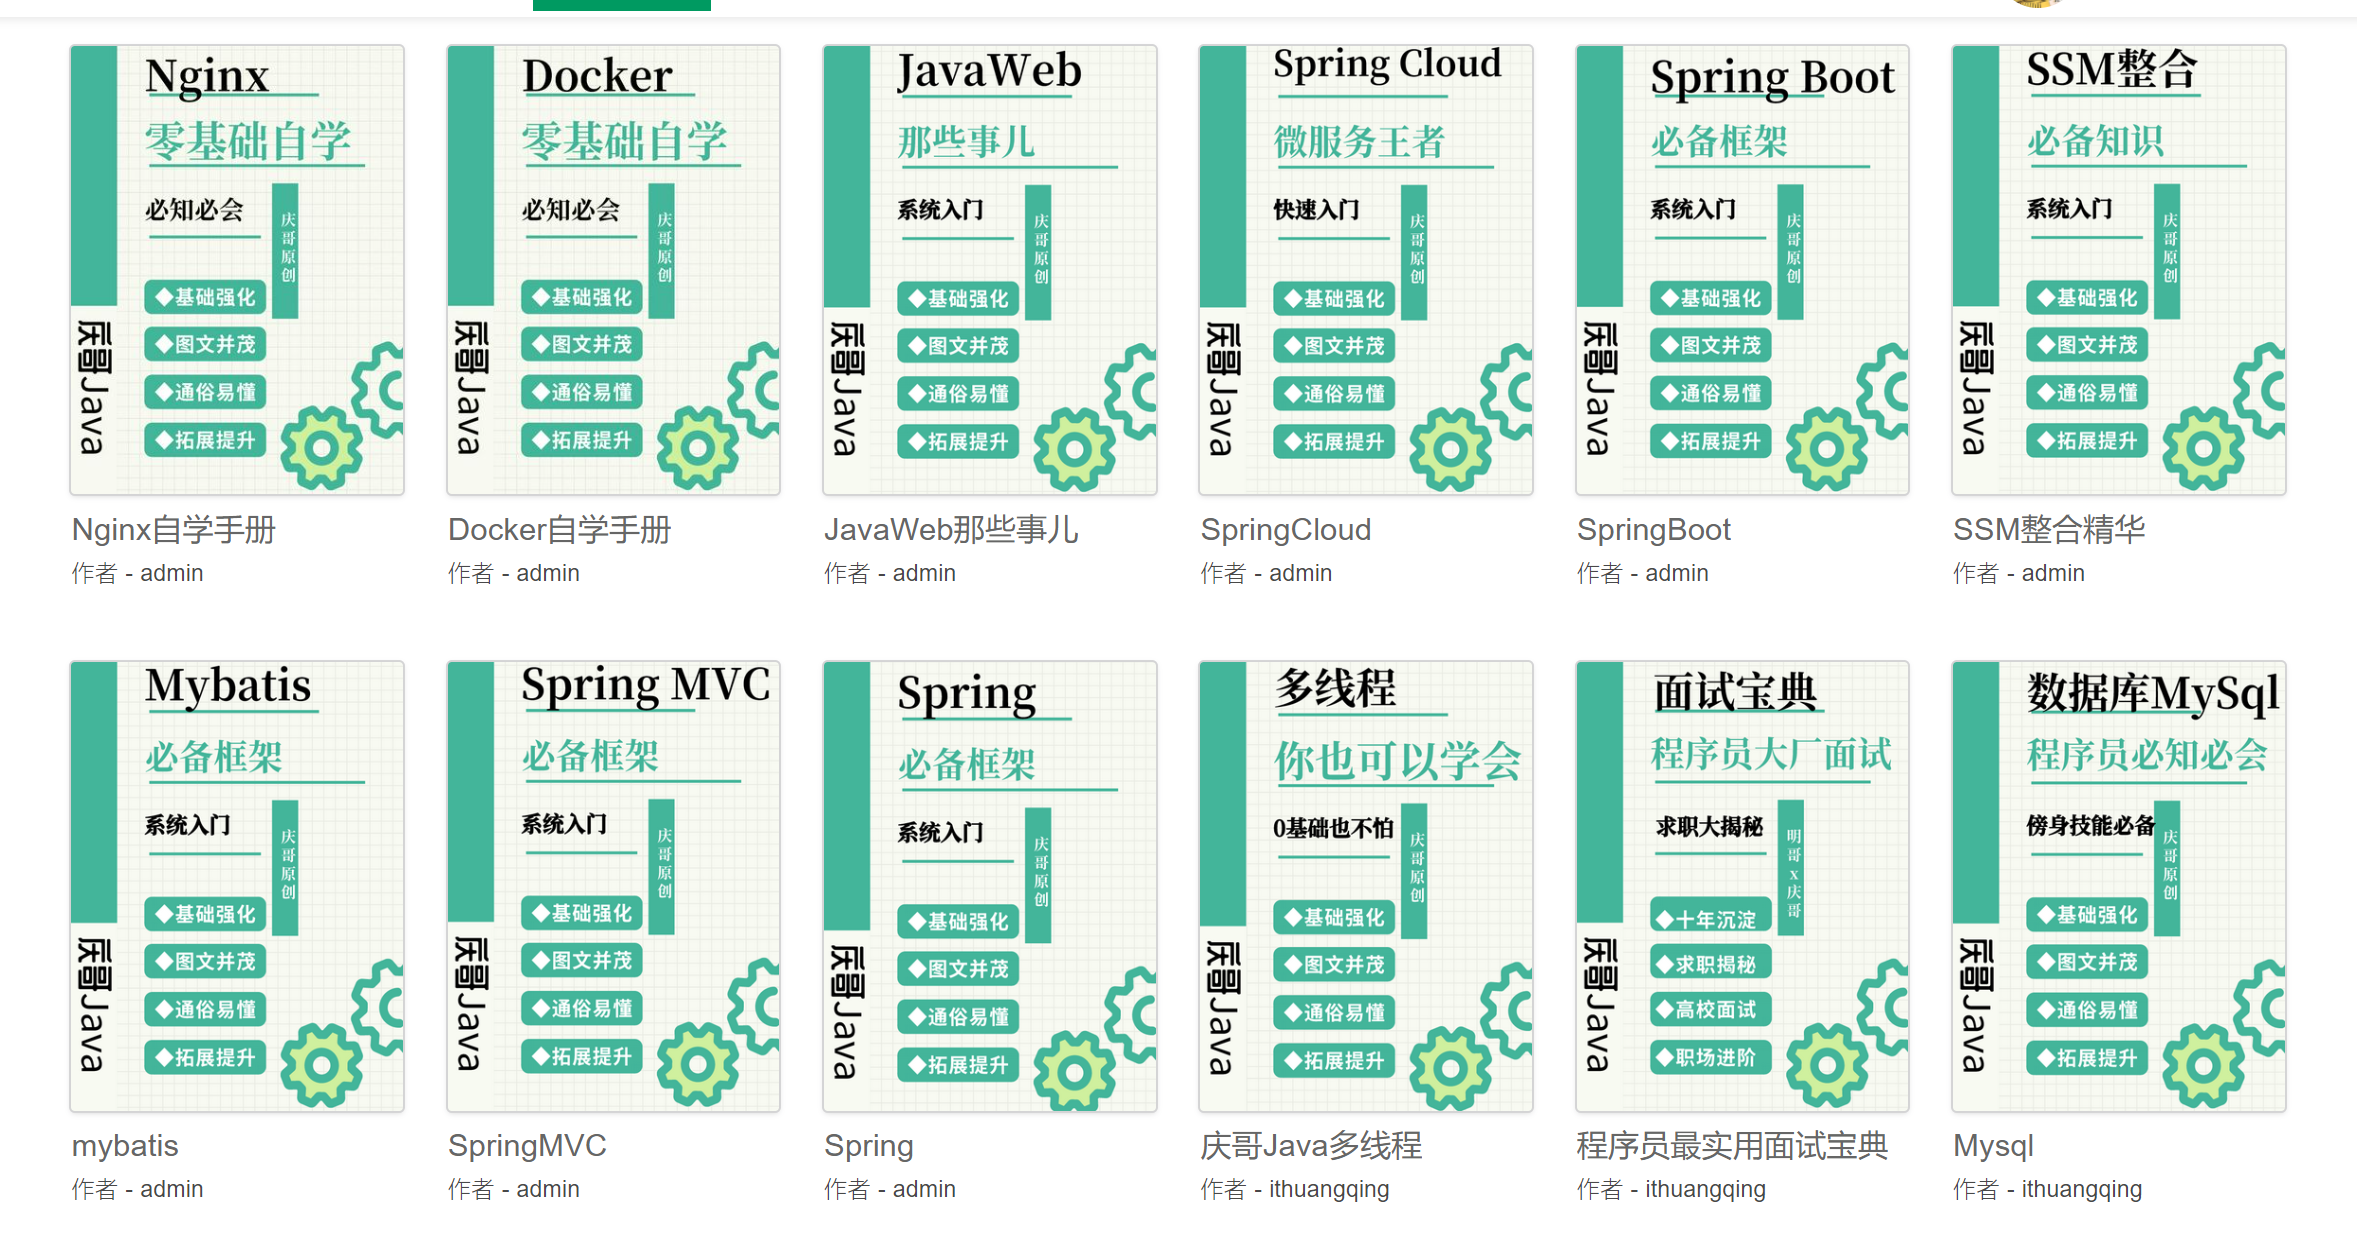 Nginx
零基础自学
必知必会
庆哥原创
◆基础强化
◆图文并茂
◆通俗易懂
◆拓展提升
庆哥Java
Nginx自学手册
作者 - admin
Docker
零基础自学
必知必会
庆哥原创
◆基础强化
◆图文并茂
◆通俗易懂
◆拓展提升
庆哥Java
Docker自学手册
作者 - admin
JavaWeb
那些事儿
系统入门
庆哥原创
◆基础强化
◆图文并茂
◆通俗易懂
◆拓展提升
庆哥Java
JavaWeb那些事儿
作者 - admin
Spring Cloud
微服务王者
快速入门
庆哥原创
◆基础强化
◆图文并茂
◆通俗易懂
◆拓展提升
庆哥Java
SpringCloud
作者 - admin
Spring Boot
必备框架
系统入门
庆哥原创
◆基础强化
◆图文并茂
◆通俗易懂
◆拓展提升
庆哥Java
SpringBoot
作者 - admin
SSM整合
必备知识
系统入门
庆哥原创
◆基础强化
◆图文并茂
◆通俗易懂
◆拓展提升
庆哥Java
SSM整合精华
作者 - admin
Mybatis
必备框架
系统入门
庆哥原创
◆基础强化
◆图文并茂
◆通俗易懂
◆拓展提升
庆哥Java
mybatis
作者 - admin
Spring MVC
必备框架
系统入门
庆哥原创
◆基础强化
◆图文并茂
◆通俗易懂
◆拓展提升
庆哥Java
SpringMVC
作者 - admin
Spring
必备框架
系统入门
庆哥原创
◆基础强化
◆图文并茂
◆通俗易懂
◆拓展提升
庆哥Java
Spring
作者 - admin
多线程
你也可以学会
0基础也不怕
庆哥原创
◆基础强化
◆图文并茂
◆通俗易懂
◆拓展提升
庆哥Java
庆哥Java多线程
作者 - ithuangqing
面试宝典
程序员大厂面试
求职大揭秘
明哥x庆哥
◆十年沉淀
◆求职揭秘
◆高校面试
◆职场进阶
庆哥Java
程序员最实用面试宝典
作者 - ithuangqing
数据库MySql
程序员必知必会
傍身技能必备
庆哥原创
◆基础强化
◆图文并茂
◆通俗易懂
◆拓展提升
庆哥Java
Mysql
作者 - ithuangqing